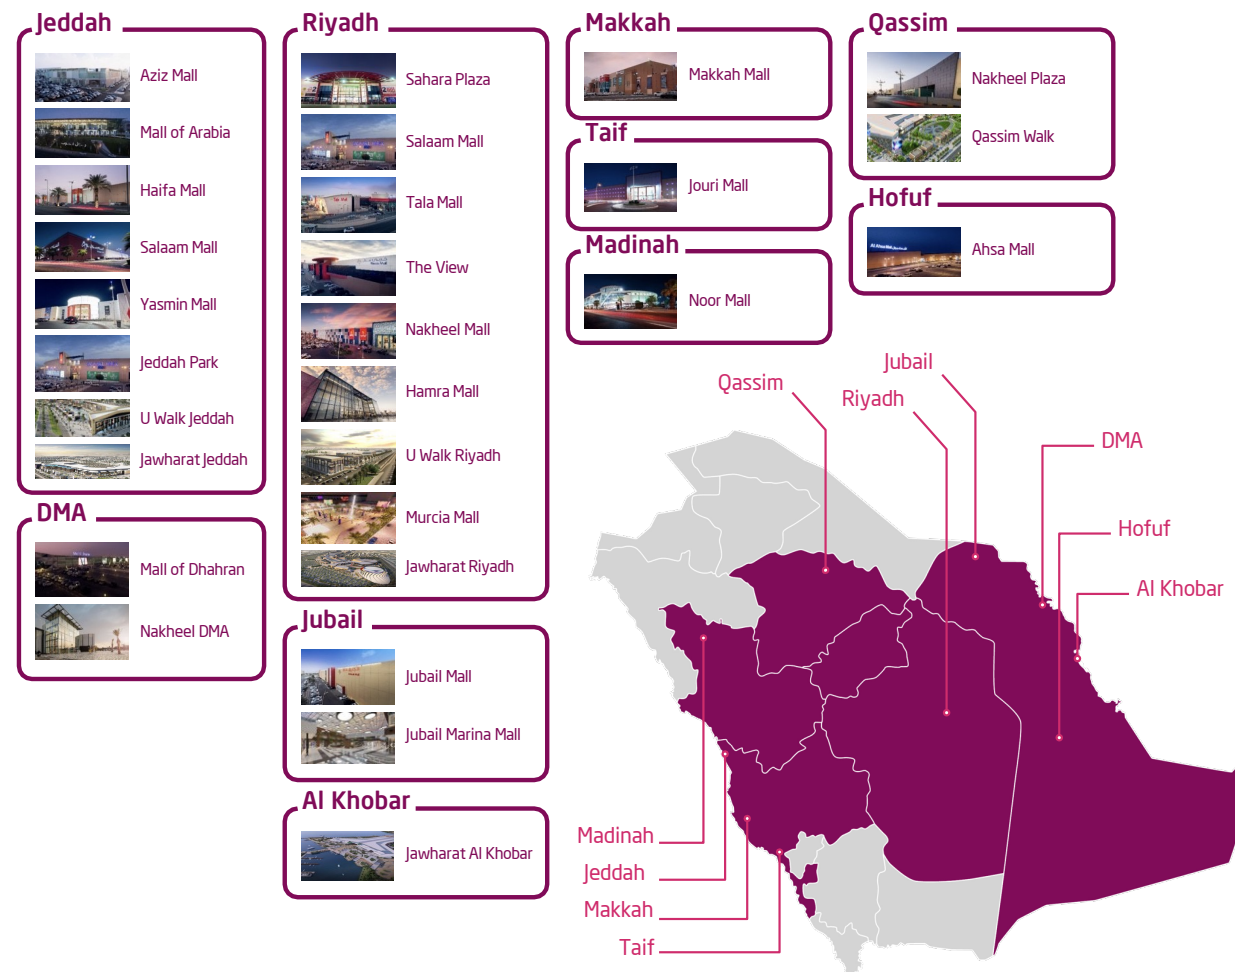 Jeddah
Aziz Mall
Mall of Arabia
Haifa Mall
Salaam Mall
Yasmin Mall
Jeddah Park
U Walk Jeddah
Jawharat Jeddah
DMA
Mall of Dhahran
Nakheel DMA
Riyadh
Sahara Plaza
Salaam Mall
Tala Mall
The View
Nakheel Mall
Hamra Mall
U Walk Riyadh
Murcia Mall
Jawharat Riyadh
Jubail
Jubail Mall
Jubail Marina Mall
Al Khobar
Jawharat Al Khobar
Makkah
Makkah Mall
Taif
Jouri Mall
Madinah
Noor Mall
Qassim
Nakheel Plaza
Qassim Walk
Hofuf
Ahsa Mall
Jubail
Qassim
Riyadh
DMA
Hofuf
Al Khobar
Madinah
Jeddah
Makkah
Taif